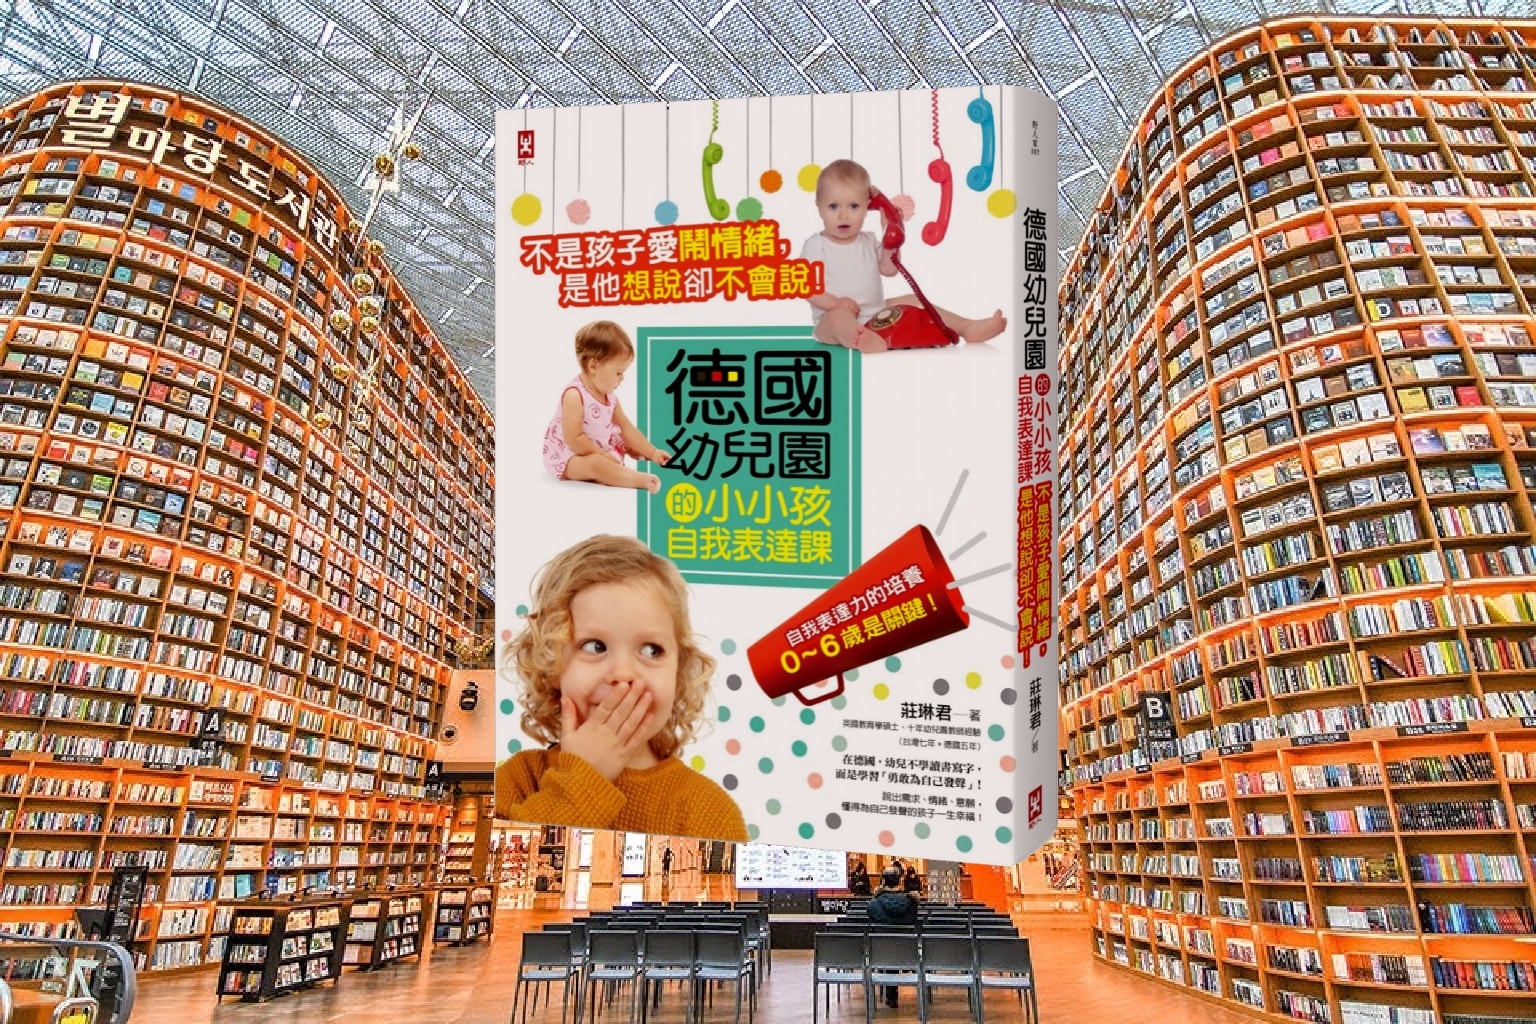 별마당도서관
野人
不是孩子愛鬧情緒,
是他想說卻不會說!
德國
幼兒園
的小小孩
自我表達課
自我表達力的培養
0~6歲是關鍵!
莊琳君—著
英國教育學碩士、十年幼兒園教師經驗
(台灣七年+德國五年)
在德國,幼兒不學讀書寫字,
而是學習「勇敢為自己發聲」!
說出需求、情緒、意願,
懂得為自己發聲的孩子一生幸福!
德國幼兒園的小小孩自我表達課
不是孩子愛鬧情緒,
是他想說卻不會說!
莊琳君/著
野人
A
B
A